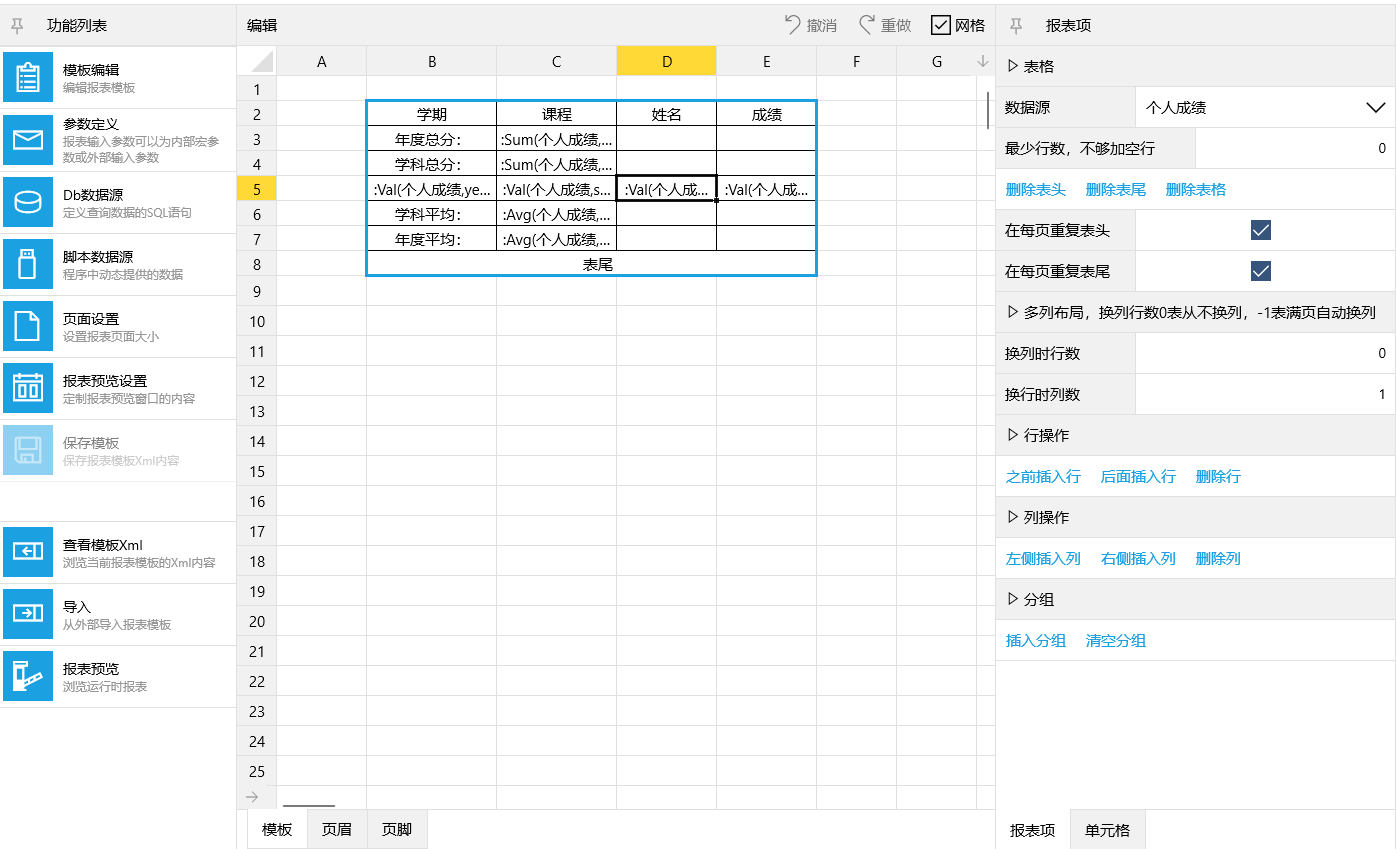 功能列表
模板编辑
编辑报表模板
参数定义
报表输入参数可以为内部宏参
数或外部输入参数
Db数据源
定义查询数据的SQL语句
脚本数据源
程序中动态提供的数据
页面设置
设置报表页面大小
报表预览设置
定制报表预览窗口的内容
保存模板
保存报表模板Xml内容
查看模板Xml
浏览当前报表模板的Xml内容
导入
从外部导入报表模板
报表预览
浏览运行时报表
编辑 撤消 重做 网格
A B C D E F G
1
2 学期 课程 姓名 成绩
3 年度总分： :Sum(个人成绩,...
4 学科总分： :Sum(个人成绩,...
5 :Val(个人成绩,ye... :Val(个人成绩,s... :Val(个人成... :Val(个人成...
6 学科平均： :Avg(个人成绩,...
7 年度平均： :Avg(个人成绩,...
8 表尾
9
10
11
12
13
14
15
16
17
18
19
20
21
22
23
24
25
模板 页眉 页脚
报表项
表格
数据源 个人成绩
最少行数，不够加空行 0
删除表头 删除表尾 删除表格
在每页重复表头
在每页重复表尾
多列布局，换列行数0表从不换列，-1表满页自动换列
换列时行数 0
换行时列数 1
行操作
之前插入行 后面插入行 删除行
列操作
左侧插入列 右侧插入列 删除列
分组
插入分组 清空分组
报表项 单元格